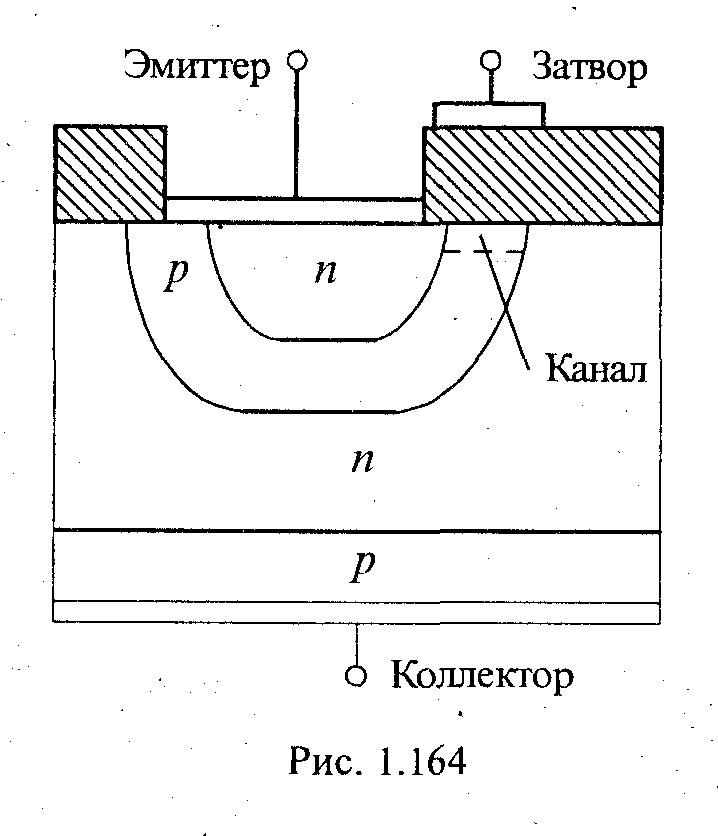 Эмиттер
Затвор
p
n
Канал
n
p
Коллектор
Рис. 1.164